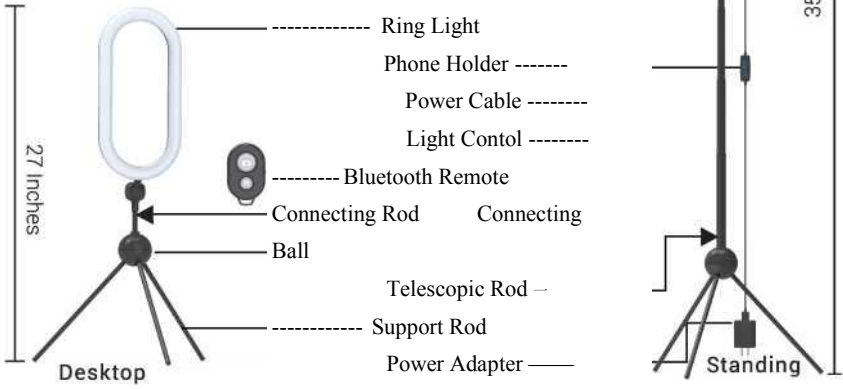 Ring Light
Phone Holder -------
Power Cable --------
Light Contol --------
Bluetooth Remote
Connecting Rod Connecting
Ball
Telescopic Rod –
Support Rod
Power Adapter ——
27 Inches
Desktop
35
Standing